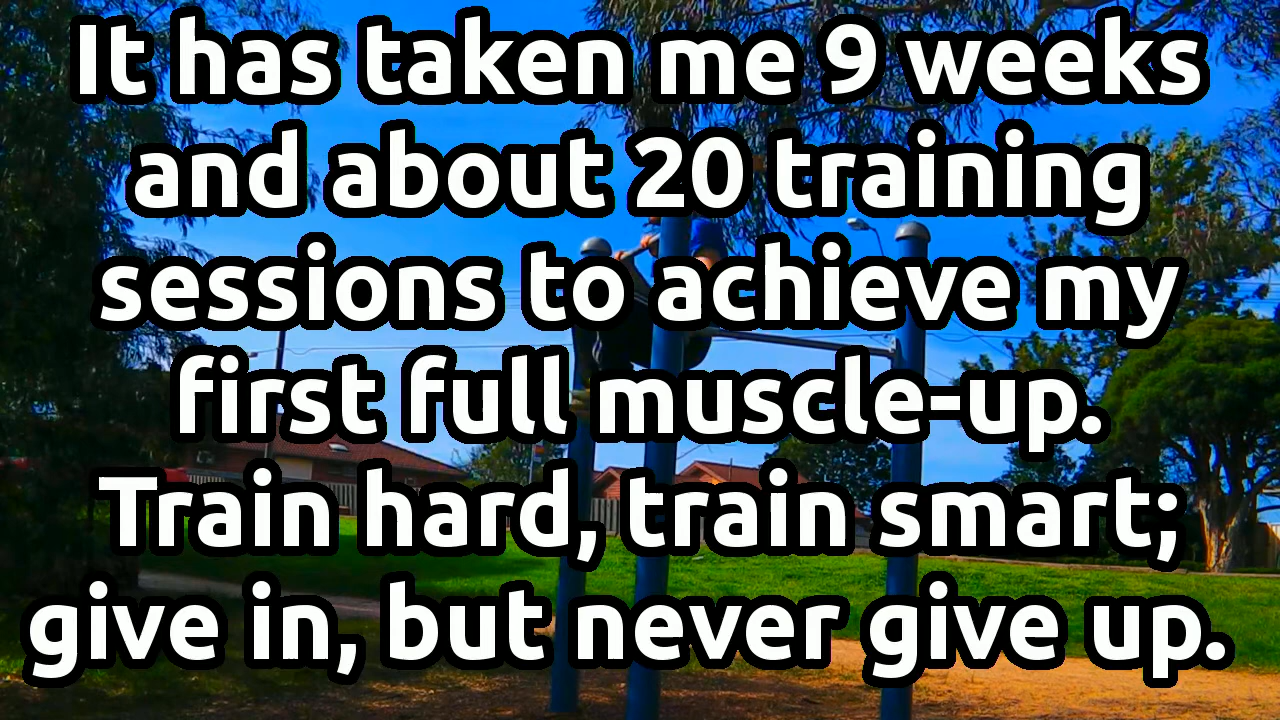 It has taken me 9 weeks
and about 20 training
sessions to achieve my
first full muscle-up.
Train hard, train smart;
give in, but never give up.